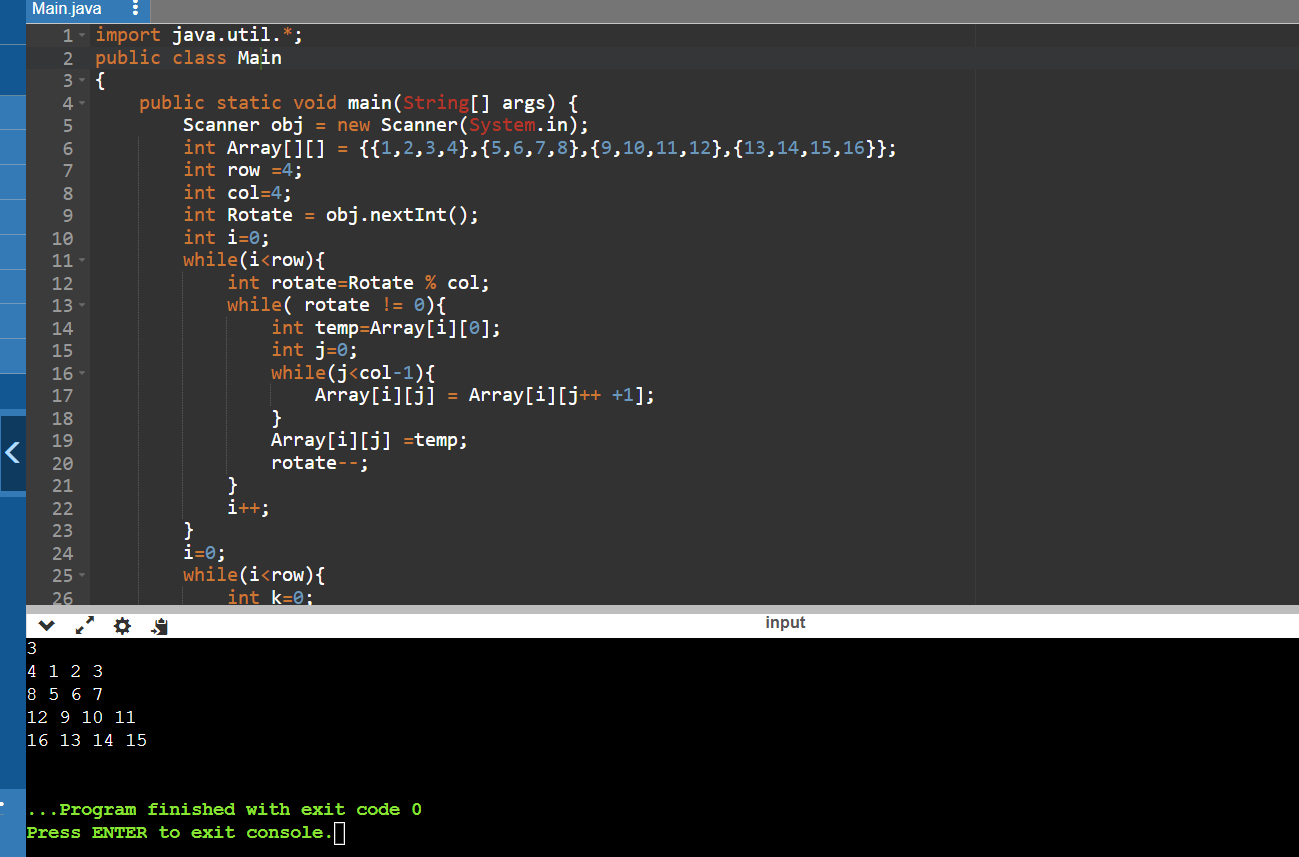 Main.java
1 import java.util.*;
2 public class Main
3 {
4     public static void main(String[] args) {
5         Scanner obj = new Scanner(System.in);
6         int Array[][] = {{1,2,3,4},{5,6,7,8},{9,10,11,12},{13,14,15,16}};
7         int row =4;
8         int col=4;
9         int Rotate = obj.nextInt();
10         int i=0;
11         while(i<row){
12             int rotate=Rotate % col;
13             while( rotate != 0){
14                 int temp=Array[i][0];
15                 int j=0;
16                 while(j<col-1){
17                     Array[i][j] = Array[i][j++ +1];
18                 }
19                 Array[i][j] =temp;
20                 rotate--;
21             }
22             i++;
23         }
24         i=0;
25         while(i<row){
26             int k=0;
input
3
4 1 2 3
8 5 6 7
12 9 10 11
16 13 14 15
...Program finished with exit code 0
Press ENTER to exit console.